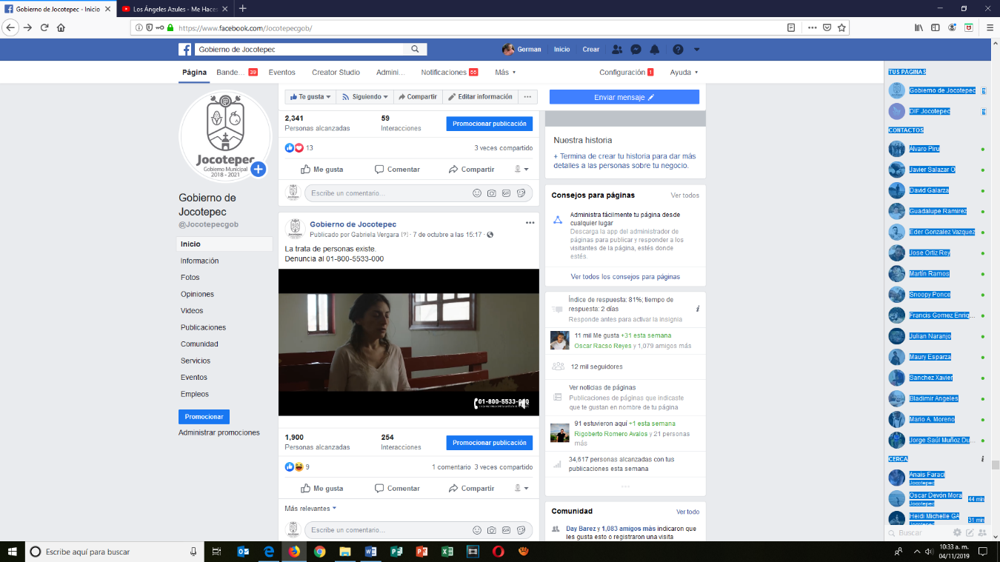 Gobierno de Jocotepec - Inicio
Los Ángeles Azules - Me Haces
https://www.facebook.com/Jocotepecgob/
Gobierno de Jocotepec
German Inicio Crear
Página Bande... 39 Eventos Creator Studio Admini... Notificaciones 55 Más Configuración 1 Ayuda
Jocotepec
Gobierno Municipal
2018 - 2021
Gobierno de
Jocotepec
@Jocotepecgob
Inicio
Información
Fotos
Opiniones
Videos
Publicaciones
Comunidad
Servicios
Eventos
Empleos
Promocionar
Administrar promociones
Te gusta Siguiendo Compartir Editar información ...
2,341 59 Promocionar publicación
Personas alcanzadas Interacciones
13 3 veces compartido
Me gusta Comentar Compartir
Escribe un comentario...
Gobierno de Jocotepec
Publicado por Gabriela Vergara [?] · 7 de octubre a las 15:17 ·
La trata de personas existe.
Denuncia al 01-800-5533-000
01-800-5533-000
1,900 254 Promocionar publicación
Personas alcanzadas Interacciones
9 1 comentario 3 veces compartido
Me gusta Comentar Compartir
Más relevantes
Escribe un comentario...
Enviar mensaje
Nuestra historia
+ Termina de crear tu historia para dar más
detalles a las personas sobre tu negocio.
Consejos para páginas Ver todos
Administra fácilmente tu página desde
cualquier lugar
Descarga la app del administrador de
páginas para publicar y responder a los
visitantes de la página, estés donde
estés.
Ver todos los consejos para páginas
Índice de respuesta: 81%; tiempo de
respuesta: 2 días
Responde antes para activar la insignia
11 mil Me gusta +31 esta semana
Oscar Racso Reyes y 1,079 amigos más
12 mil seguidores
Ver noticias de páginas
Publicaciones de páginas que indicaste
que te gustan en nombre de tu página
91 estuvieron aquí +1 esta semana
Rigoberto Romero Avalos y 21 personas
más
34,617 personas alcanzadas con tus
publicaciones esta semana
...
Comunidad Ver todo
Day Barez y 1,083 amigos más indicaron que
les gusta esto o registraron una visita
TUS PÁGINAS
Gobierno de Jocotepec
DIF Jocotepec
CONTACTOS
Alvaro Piru
Javier Salazar O
David Galarza
Guadalupe Ramirez
Eder Gonzalez Vazquez
Jose Ortiz Rey
Martín Ramos
Snoopy Ponce
Francis Gomez Enriq...
Julian Naranjo
Maury Esparza
Sanchez Xavier
Bladimir Angeles
Mario A. Moreno
Jorge Saúl Muñoz Du...
CERCA
Anais Faraci
Jocotepec
Oscar Devón Mora 44 min
Jocotepec
Heidi Michelle GA 31 min
Jocotepec
Buscar
Escribe aquí para buscar
10:33 a. m.
04/11/2019